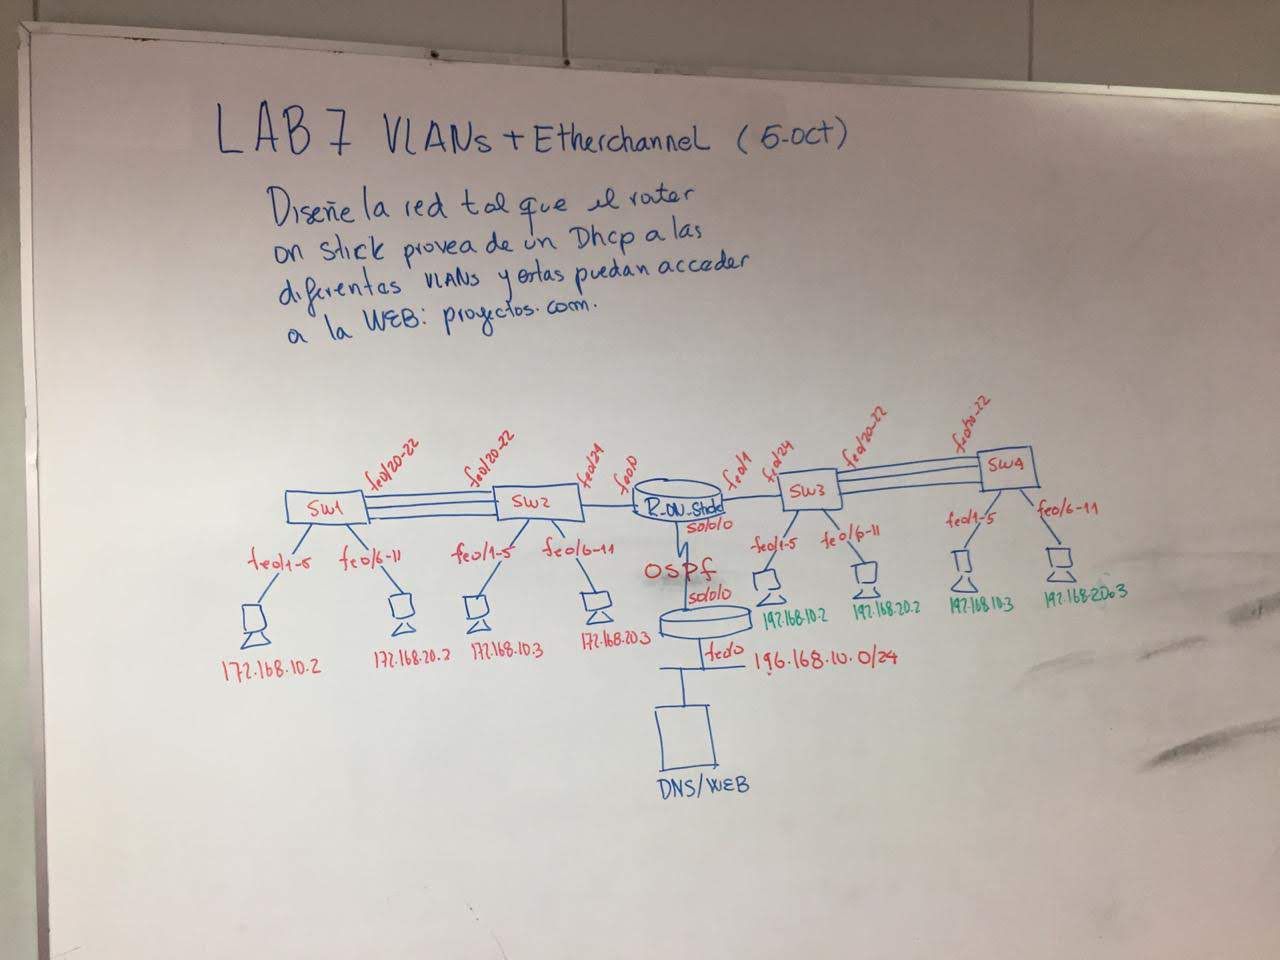 LAB 7 VLANs + Etherchannel (5-oct)
Diseñe la red tal que el router
on stick provea de un Dhcp a las
diferentes VLANs y estas puedan acceder
a la WEB: proyectos.com.
fe0/20-22
fe0/20-22
fe0/24
fe0/0
fe0/1
fe0/24
fe0/20-22
fe0/20-22
SW1
SW2
R-ON-Stick
SW3
SW4
s0/0/0
fe0/1-5
fe0/6-11
fe0/1-5
fe0/6-11
OSPF
fe0/1-5
fe0/6-11
fe0/1-5
fe0/6-11
s0/0/0
172.168.10.2
172.168.20.2
172.168.10.3
172.168.20.3
192.168.10.2
192.168.20.2
192.168.10.3
192.168.20.3
fe0/0
196.168.10.0/24
DNS/WEB